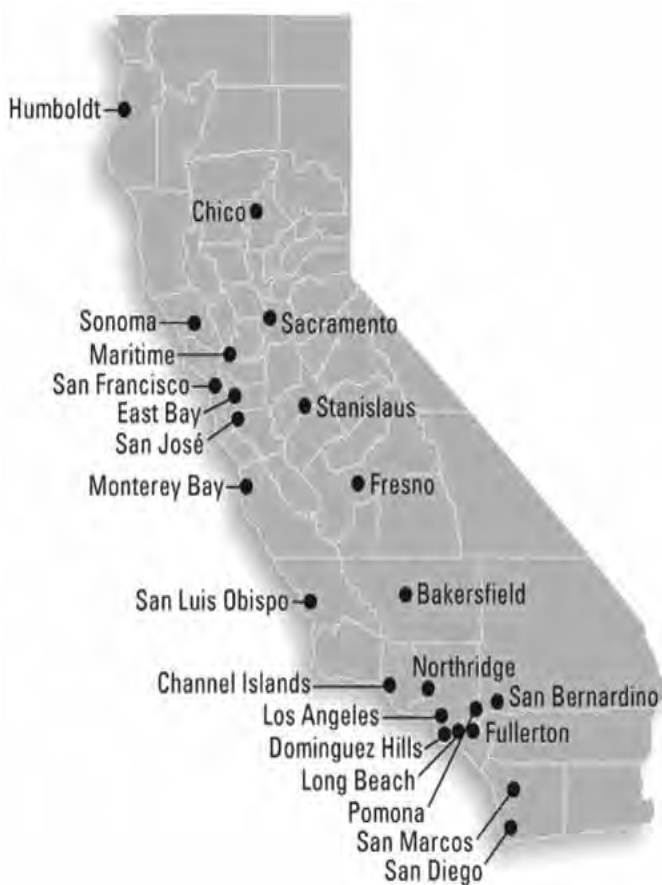 Humboldt
Chico
Sonoma
Sacramento
Maritime
San Francisco
East Bay
Stanislaus
San José
Monterey Bay
Fresno
San Luis Obispo
Bakersfield
Northridge
Channel Islands
San Bernardino
Los Angeles
Fullerton
Dominguez Hills
Long Beach
Pomona
San Marcos
San Diego